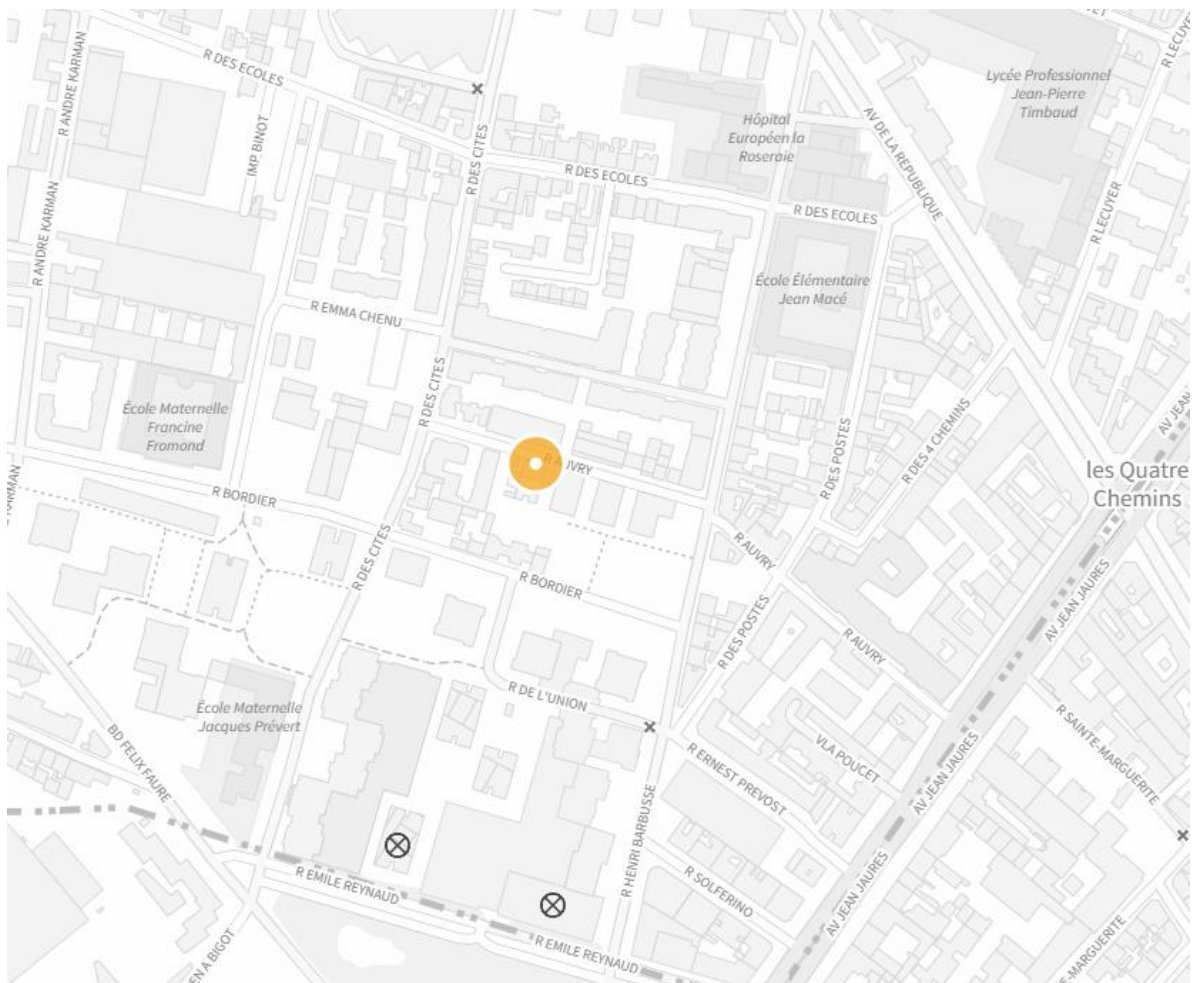 R DES ECOLES
R ANDRE KARMAN
IMP BINOT
R DES CITES
Hôpital
Européen la
Roseraie
AV DE LA REPUBLIQUE
Lycée Professionnel
Jean-Pierre
Timbaud
R LECUYER
R DES ECOLES
R DES ECOLES
R LECUYER
R ANDRE KARMAN
R EMMA CHENU
École Élémentaire
Jean Macé
R DES CITES
École Maternelle
Francine
Fromond
R DES POSTES
R DES 4 CHEMINS
AV JEAN
les Quatre
Chemins
R BORDIER
R DES CITES
R BORDIER
R AUVRY
R DES POSTES
R AUVRY
AV JEAN JAURES
École Maternelle
Jacques Prévert
R DE L'UNION
BD FELIX FAURE
R ERNEST PREVOST
VLA POUCET
AV JEAN JAURES
R SAINTE-MARGUERITE
R HENRI BARBUSSE
R SOLFERINO
AV JEAN JAURES
R EMILE REYNAUD
R EMILE REYNAUD
EN A BIGOT
E-MARGUERITE